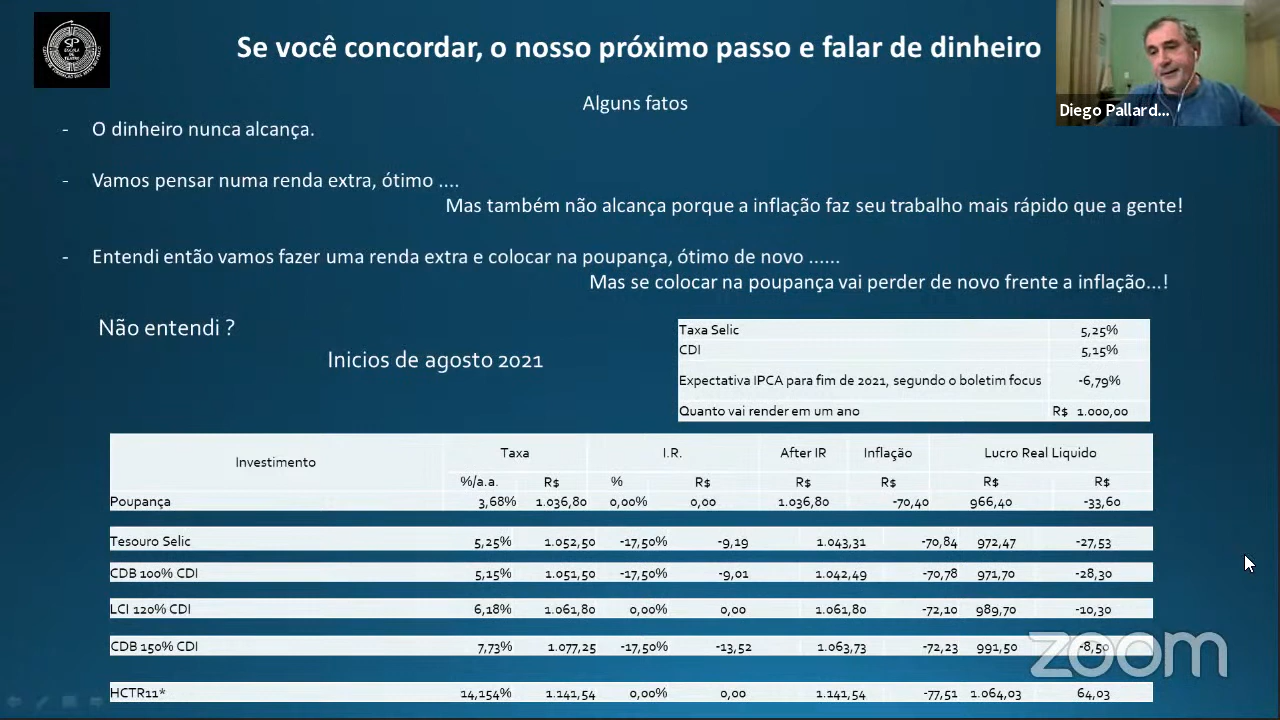 SP
ESCOLA
Se você concordar, o nosso próximo passo e falar de dinheiro
Diego Pallard...
Alguns fatos
- O dinheiro nunca alcança.
- Vamos pensar numa renda extra, ótimo ....
Mas também não alcança porque a inflação faz seu trabalho mais rápido que a gente!
- Entendi então vamos fazer uma renda extra e colocar na poupança, ótimo de novo ......
Mas se colocar na poupança vai perder de novo frente a inflação...!
Não entendi ?
Inicios de agosto 2021
Taxa Selic 5,25%
CDI 5,15%
Expectativa IPCA para fim de 2021, segundo o boletim focus -6,79%
Quanto vai render em um ano R$ 1.000,00
Investimento Taxa I.R. After IR Inflação Lucro Real Liquido
%/a.a. R$ % R$ R$ R$ R$ R$
Poupança 3,68% 1.036,80 0,00% 0,00 1.036,80 -70,40 966,40 -33,60
Tesouro Selic 5,25% 1.052,50 -17,50% -9,19 1.043,31 -70,84 972,47 -27,53
CDB 100% CDI 5,15% 1.051,50 -17,50% -9,01 1.042,49 -70,78 971,70 -28,30
LCI 120% CDI 6,18% 1.061,80 0,00% 0,00 1.061,80 -72,10 989,70 -10,30
CDB 150% CDI 7,73% 1.077,25 -17,50% -13,52 1.063,73 -72,23 991,50 -8,50
HCTR11* 14,154% 1.141,54 0,00% 0,00 1.141,54 -77,51 1.064,03 64,03
zoom